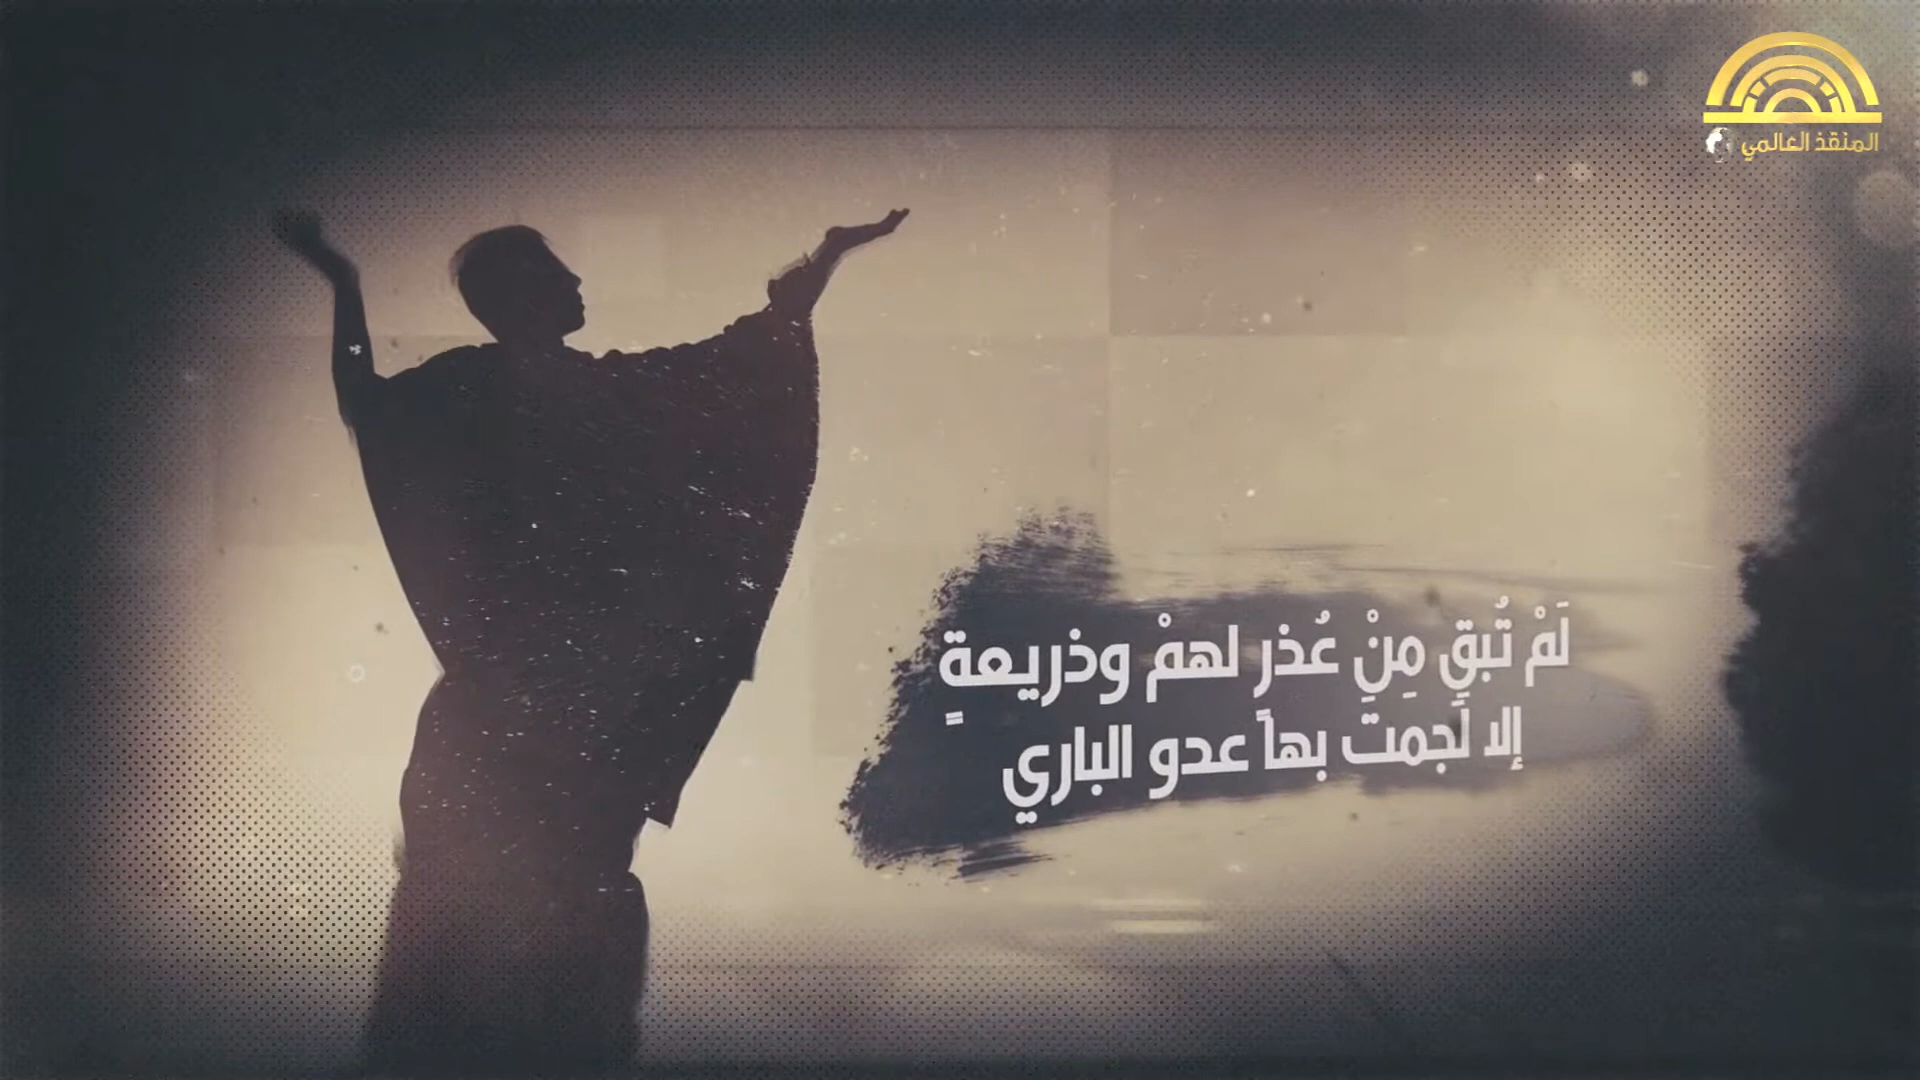 المنقذ العالمي
لَمْ تُبقِ مِنْ عُذرٍ لهمْ وذريعةٍ
إلا لَجمتَ بهاً عدو الباري